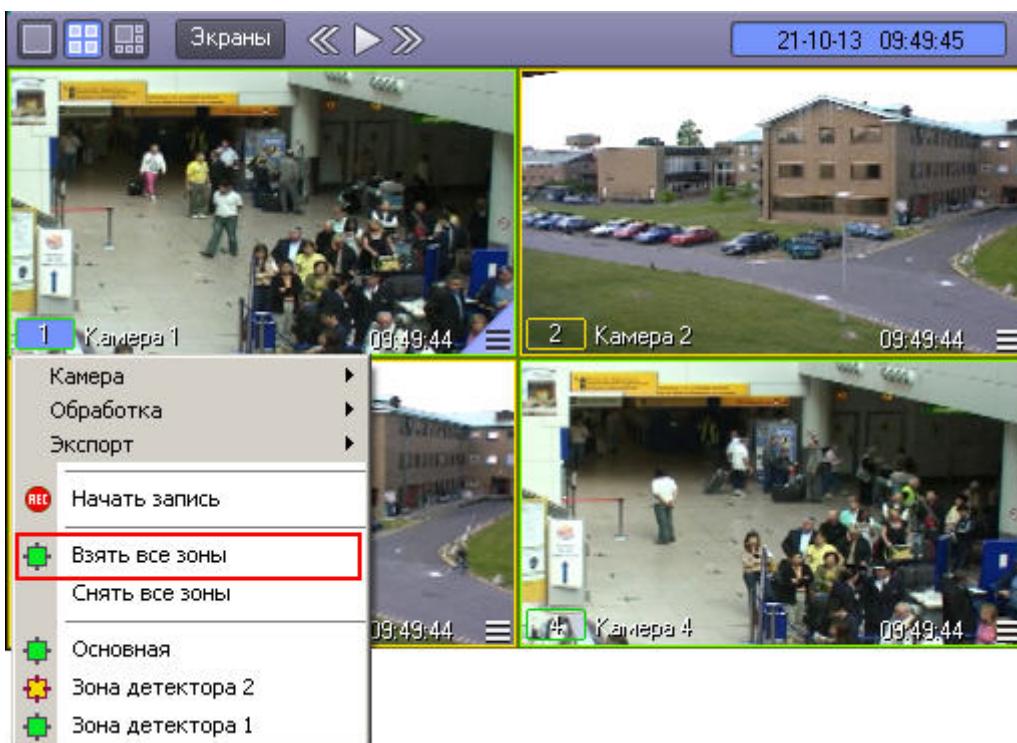 Экраны
21-10-13 09:49:45
1 Камера 1 09:49:44
2 Камера 2 09:49:44
Камера
Обработка
Экспорт
REC Начать запись
Взять все зоны
Снять все зоны
Основная
Зона детектора 2
Зона детектора 1
09:49:44
4 Камера 4 09:49:44